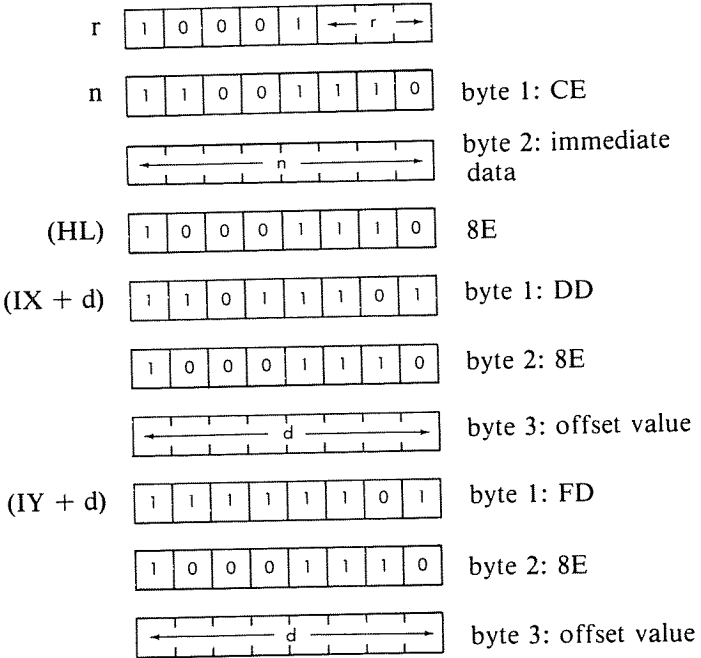 r 1 0 0 0 1 r
n 1 1 0 0 1 1 1 0 byte 1: CE
n byte 2: immediate
data
(HL) 1 0 0 0 1 1 1 0 8E
(IX + d) 1 1 0 1 1 1 0 1 byte 1: DD
1 0 0 0 1 1 1 0 byte 2: 8E
d byte 3: offset value
(IY + d) 1 1 1 1 1 1 0 1 byte 1: FD
1 0 0 0 1 1 1 0 byte 2: 8E
d byte 3: offset value